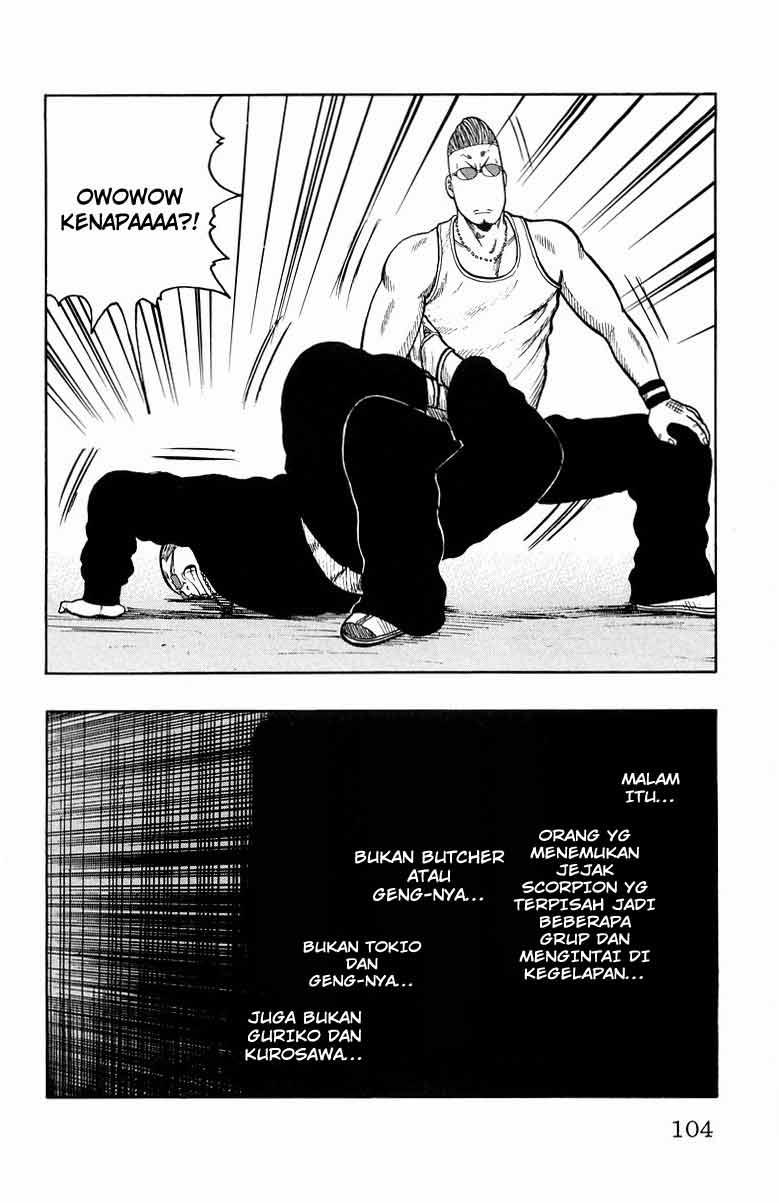 OWOWOW
KENAPAAAA?!
MALAM
ITU...
ORANG YG
MENEMUKAN
JEJAK
SCORPION YG
TERPISAH JADI
BEBERAPA
GRUP DAN
MENGINTAI DI
KEGELAPAN...
BUKAN BUTCHER
ATAU
GENG-NYA...
BUKAN TOKIO
DAN
GENG-NYA...
JUGA BUKAN
GURIKO DAN
KUROSAWA...
104